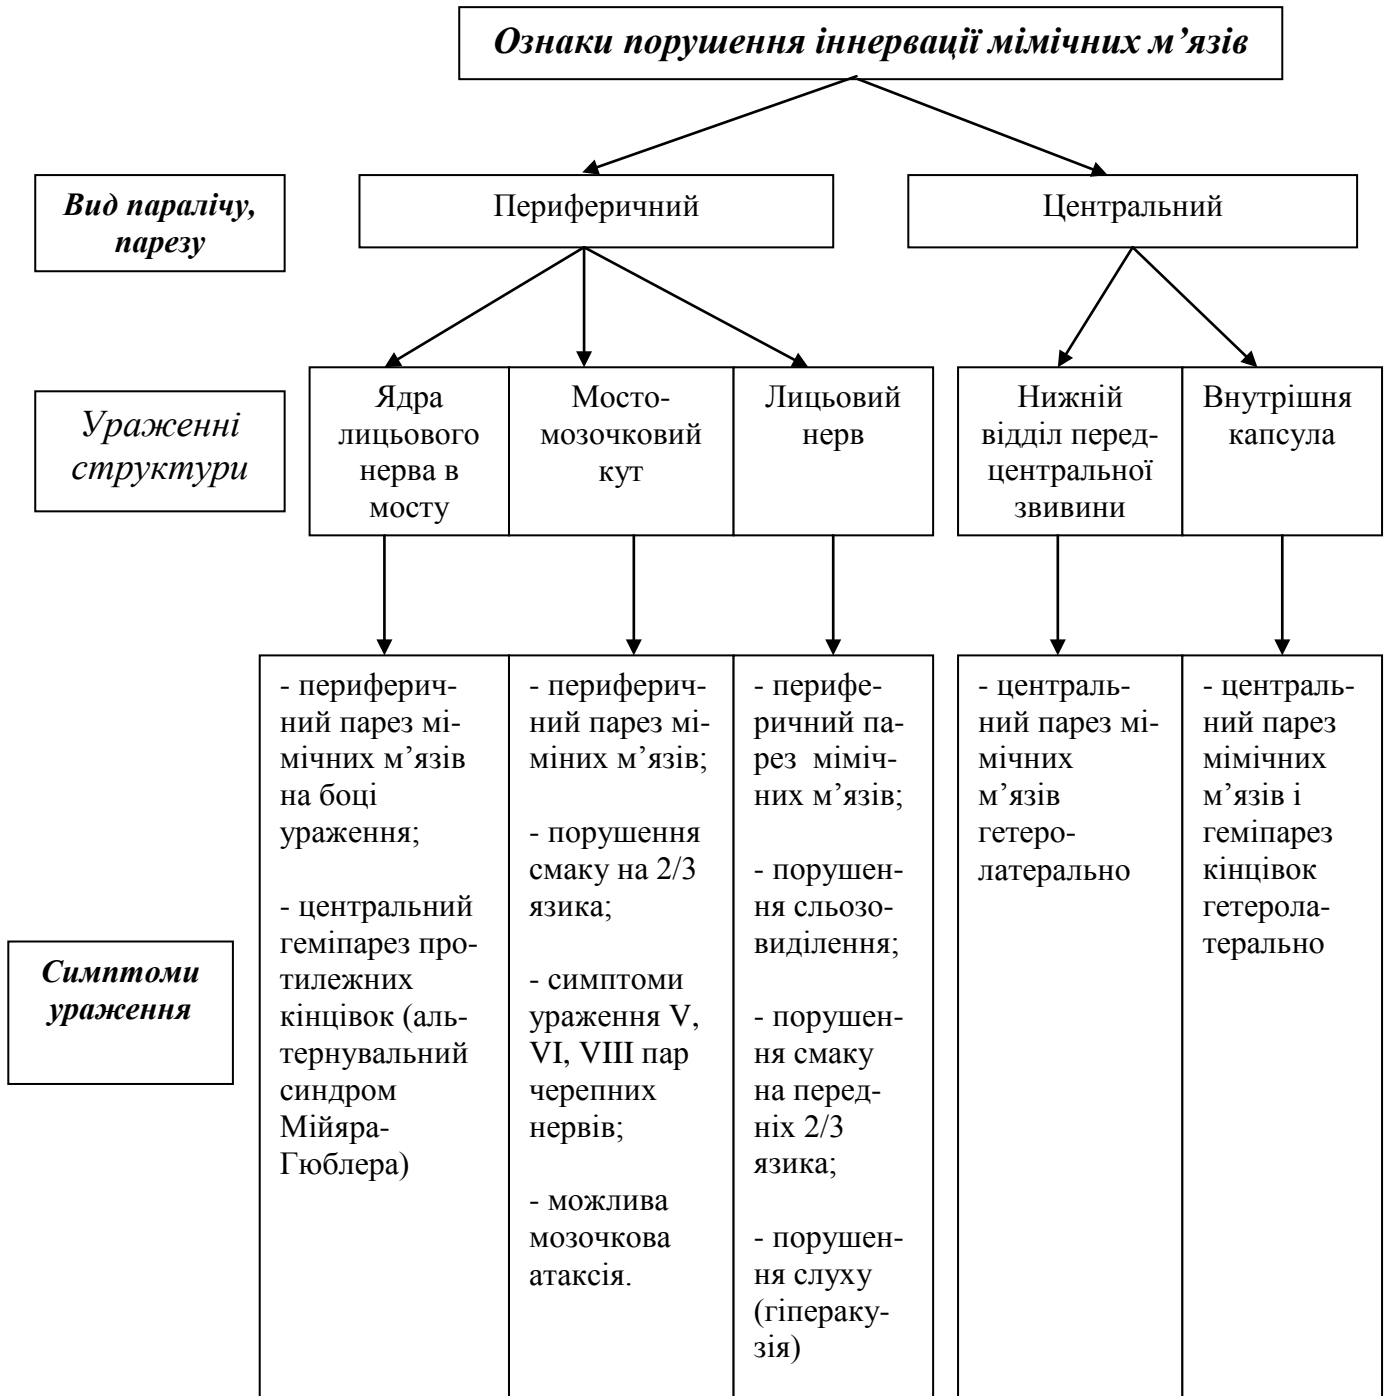 Ознаки порушення іннервації мімічних м’язів
Вид паралічу,
парезу
Периферичний
Центральний
Ураженні
структури
Ядра
лицьового
нерва в
мосту
Мосто-
мозочковий
кут
Лицьовий
нерв
Нижній
відділ перед-
центральної
звивини
Внутрішня
капсула
Симптоми
ураження
- периферич-
ний парез мі-
мічних м’язів
на боці
ураження;
- центральний
геміпарез про-
тилежних
кінцівок (аль-
тернувальний
синдром
Мійяра-
Гюблера)
- периферич-
ний парез мі-
міних м’язів;
- порушення
смаку на 2/3
язика;
- симптоми
ураження V,
VI, VIII пар
черепних
нервів;
- можлива
мозочкова
атаксія.
- перифе-
ричний па-
рез міміч-
них м’язів;
- порушен-
ня сльозо-
виділення;
- порушен-
ня смаку
на перед-
ніх 2/3
язика;
- порушен-
ня слуху
(гіпераку-
зія)
- централь-
ний парез мі-
мічних
м’язів
гетеро-
латерально
- централь-
ний парез
мімічних
м’язів і
геміпарез
кінцівок
гетерола-
терально